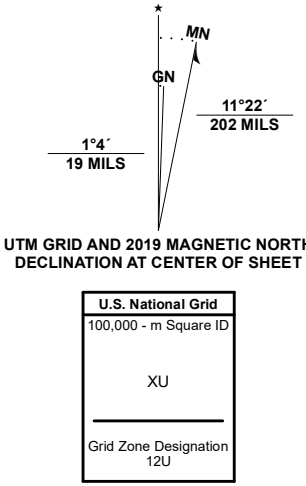 ★
MN
GN
11°22´
202 MILS
1°4´
19 MILS
UTM GRID AND 2019 MAGNETIC NORTH
DECLINATION AT CENTER OF SHEET
U.S. National Grid
100,000 - m Square ID
XU
Grid Zone Designation
12U